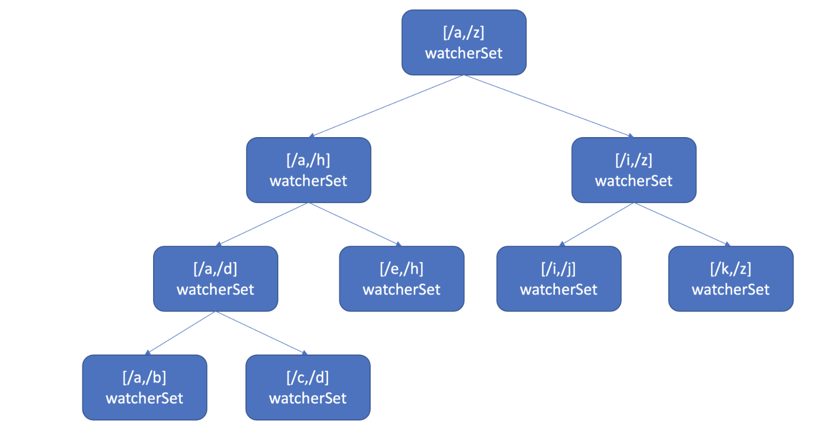 [/a,/z]
watcherSet
[/a,/h]
watcherSet
[/i,/z]
watcherSet
[/a,/d]
watcherSet
[/e,/h]
watcherSet
[/i,/j]
watcherSet
[/k,/z]
watcherSet
[/a,/b]
watcherSet
[/c,/d]
watcherSet